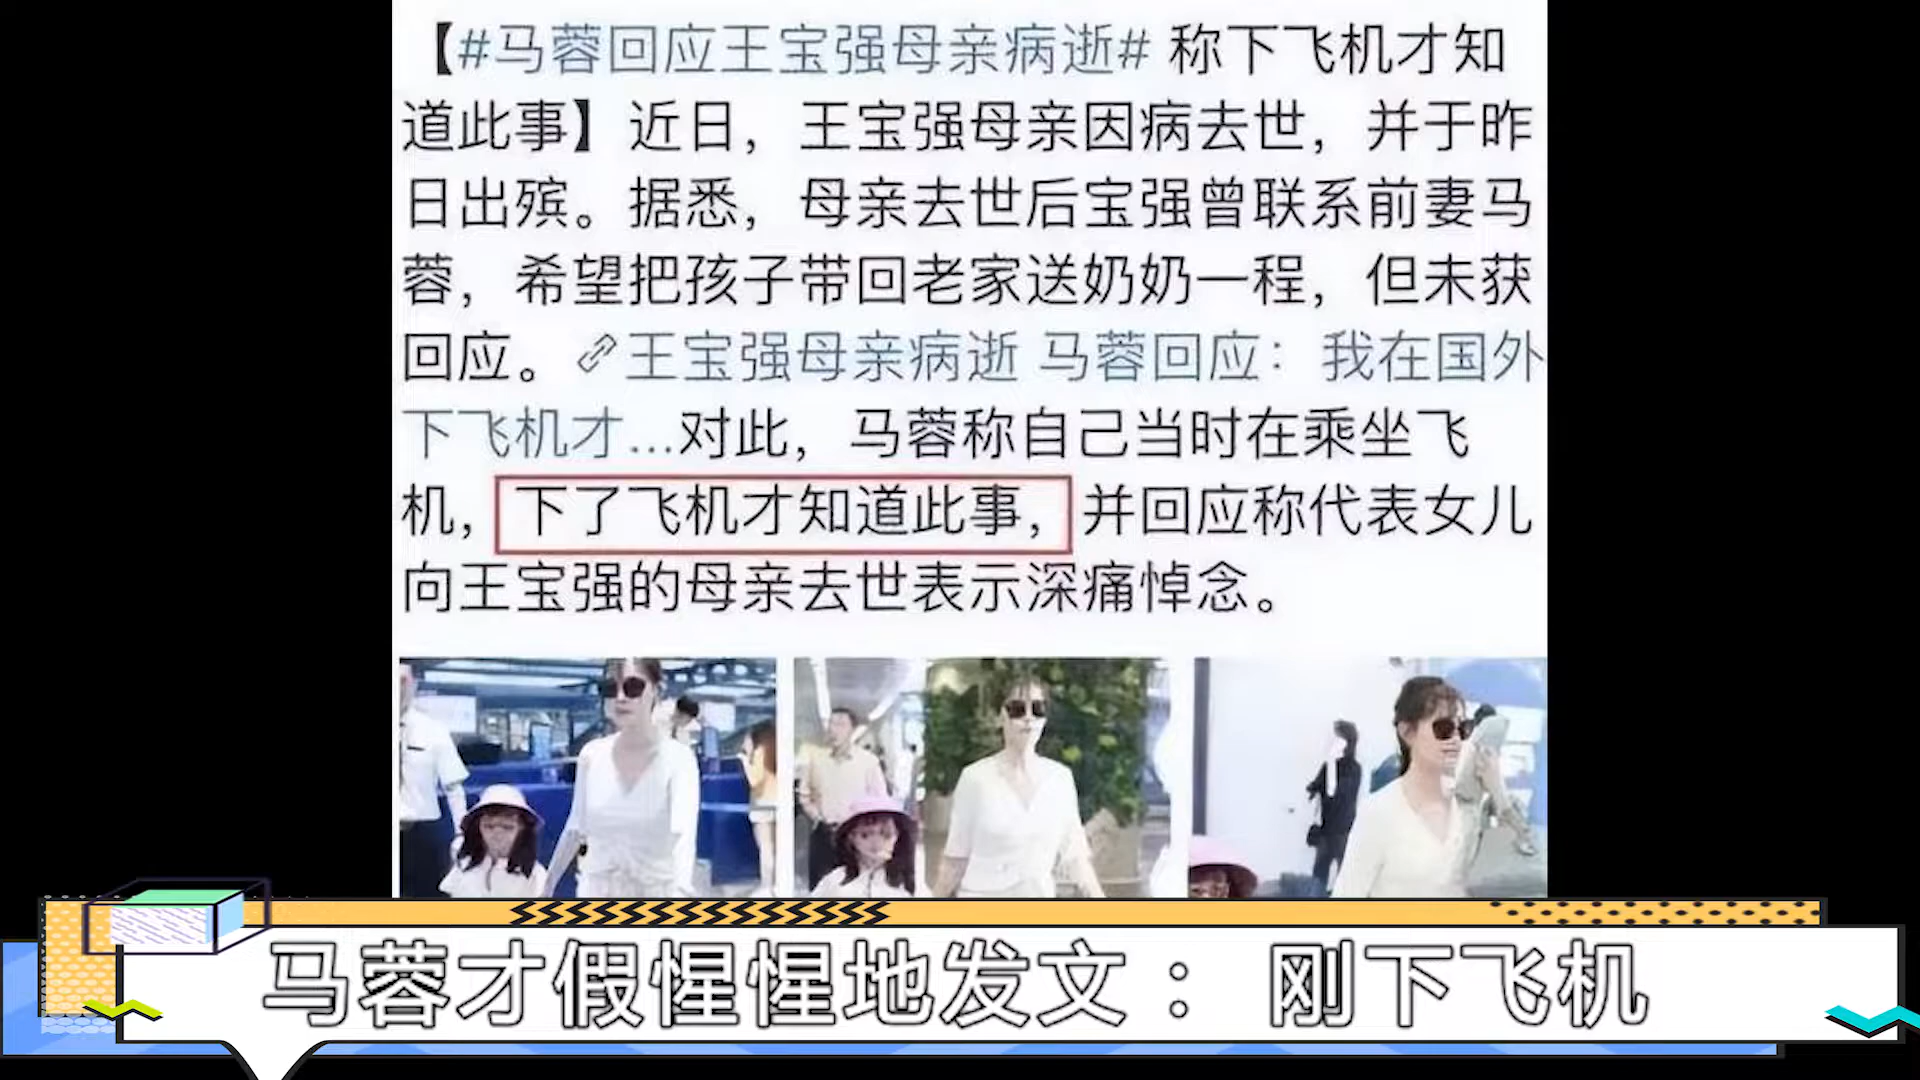 【#马蓉回应王宝强母亲病逝# 称下飞机才知
道此事】近日，王宝强母亲因病去世，并于昨
日出殡。据悉，母亲去世后宝强曾联系前妻马
蓉，希望把孩子带回老家送奶奶一程，但未获
回应。王宝强母亲病逝 马蓉回应：我在国外
下飞机才...对此，马蓉称自己当时在乘坐飞
机，下了飞机才知道此事，并回应称代表女儿
向王宝强的母亲去世表示深痛悼念。
马蓉才假惺惺地发文：刚下飞机